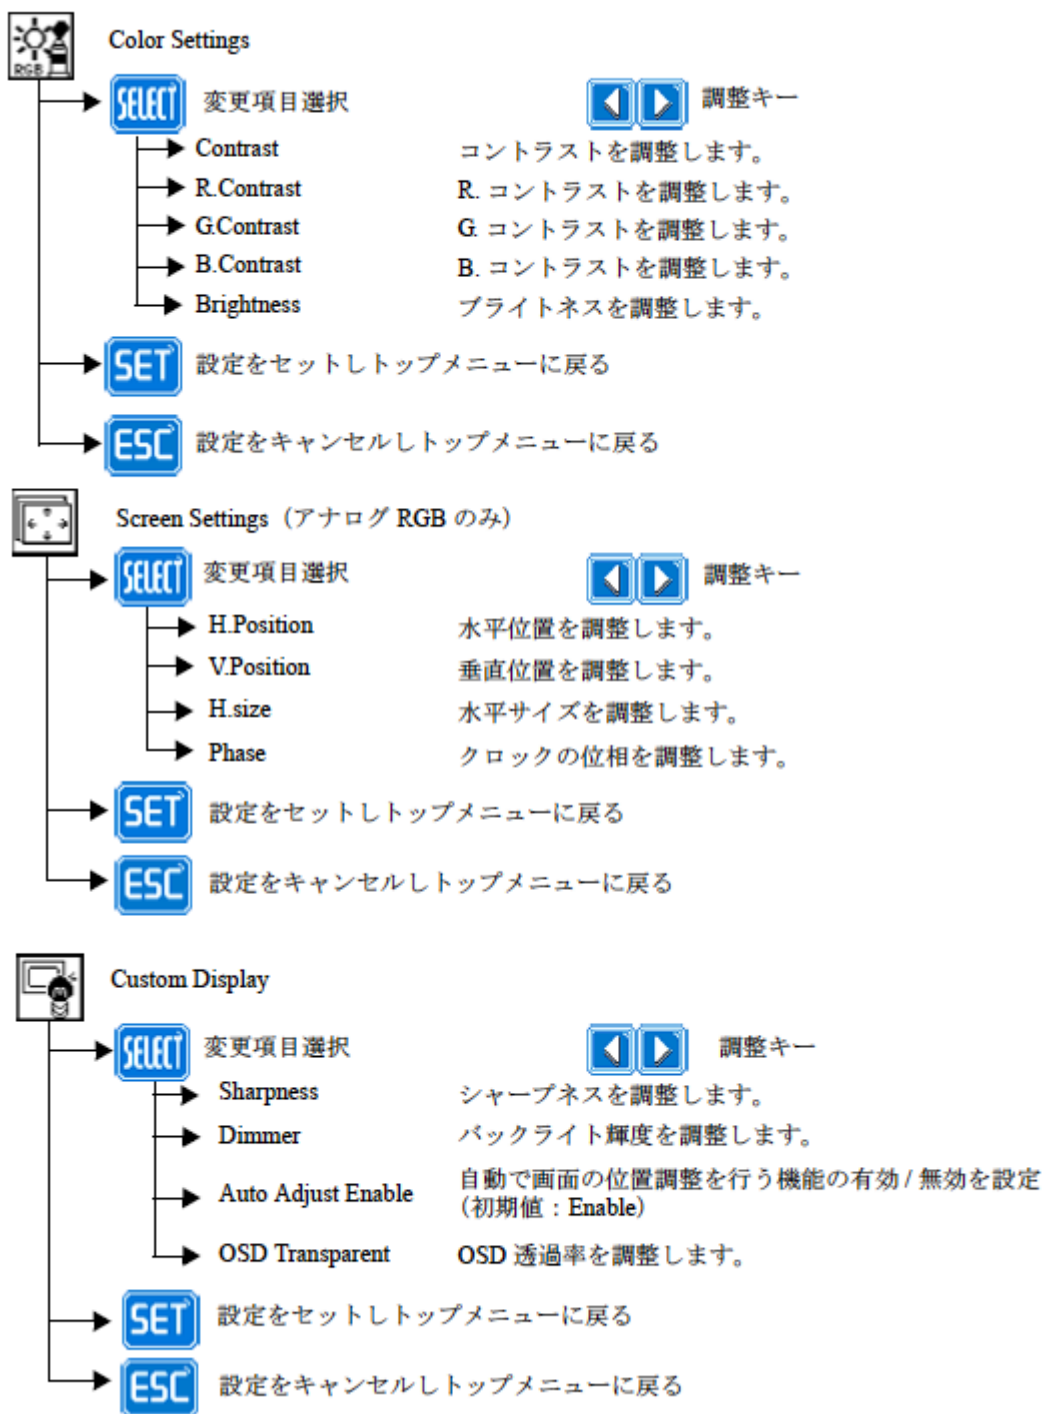 RGB
Color Settings
SELECT 変更項目選択 調整キー
Contrast コントラストを調整します。
R.Contrast R. コントラストを調整します。
G.Contrast G. コントラストを調整します。
B.Contrast B. コントラストを調整します。
Brightness ブライトネスを調整します。
SET 設定をセットしトップメニューに戻る
ESC 設定をキャンセルしトップメニューに戻る
Screen Settings（アナログ RGB のみ）
SELECT 変更項目選択 調整キー
H.Position 水平位置を調整します。
V.Position 垂直位置を調整します。
H.size 水平サイズを調整します。
Phase クロックの位相を調整します。
SET 設定をセットしトップメニューに戻る
ESC 設定をキャンセルしトップメニューに戻る
Custom Display
SELECT 変更項目選択 調整キー
Sharpness シャープネスを調整します。
Dimmer バックライト輝度を調整します。
Auto Adjust Enable 自動で画面の位置調整を行う機能の有効 / 無効を設定
（初期値：Enable）
OSD Transparent OSD 透過率を調整します。
SET 設定をセットしトップメニューに戻る
ESC 設定をキャンセルしトップメニューに戻る